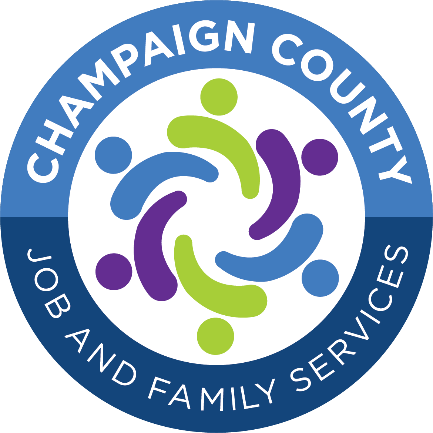 CHAMPAIGN COUNTY
JOB AND FAMILY SERVICES